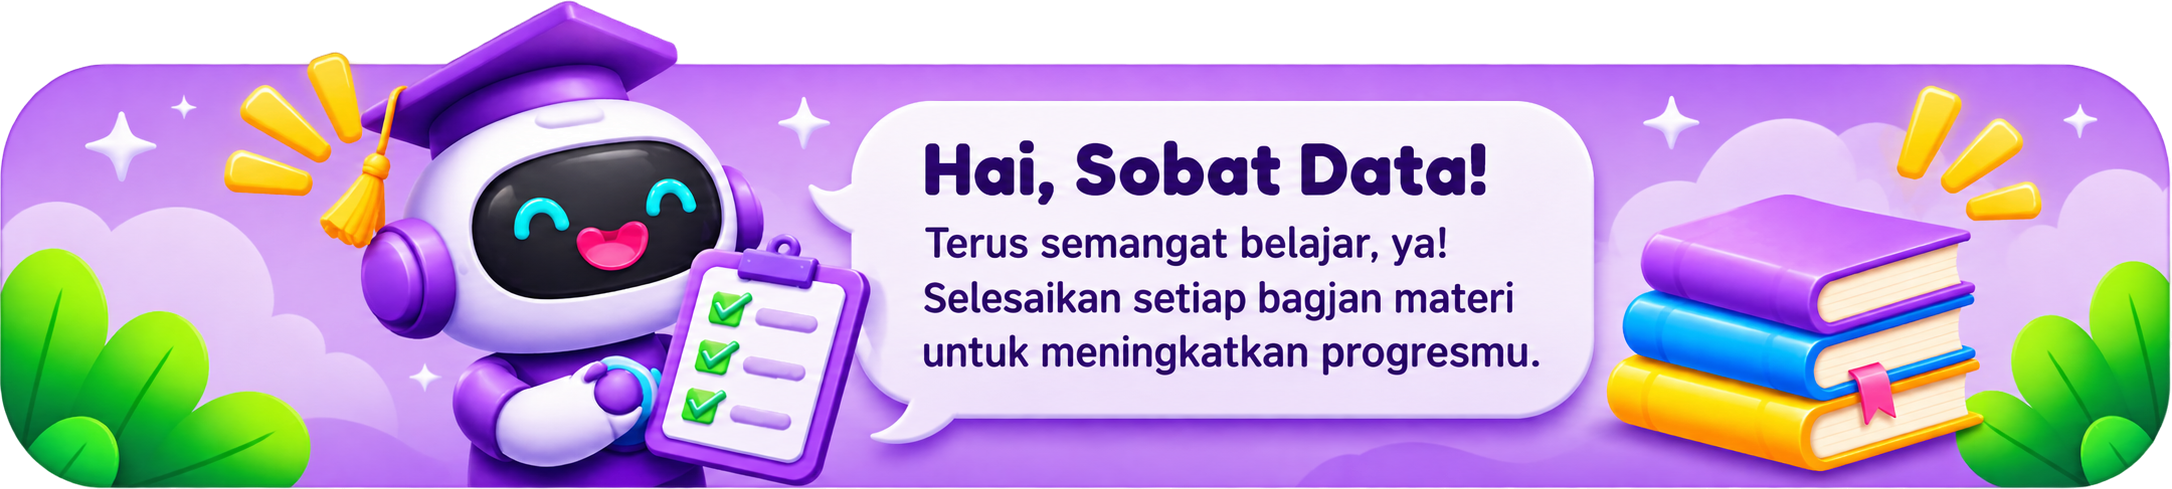 Hai, Sobat Data!
Terus semangat belajar, ya!
Selesaikan setiap bagjan materi
untuk meningkatkan progresmu.